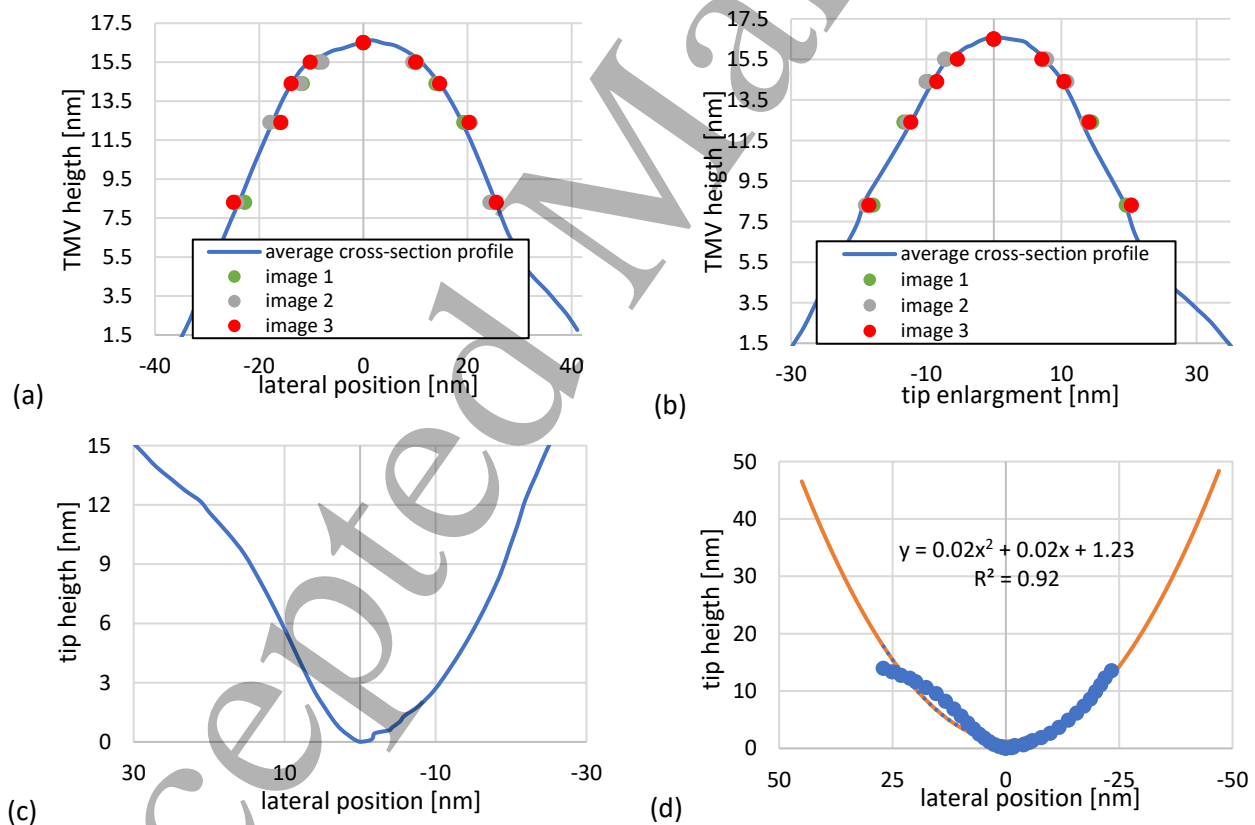 17.5
15.5
13.5
11.5
9.5
7.5
5.5
3.5
1.5
TMV heigth [nm]
average cross-section profile
image 1
image 2
image 3
-40 -20 0 20 40
lateral position [nm]
(a)
17.5
15.5
13.5
11.5
9.5
7.5
5.5
3.5
1.5
TMV heigth [nm]
average cross-section profile
image 1
image 2
image 3
-30 -10 10 30
tip enlargment [nm]
(b)
15
12
9
6
3
0
tip heigth [nm]
30 10 -10 -30
lateral position [nm]
(c)
50
40
30
20
10
0
tip heigth [nm]
y = 0.02x² + 0.02x + 1.23
R² = 0.92
50 25 0 -25 -50
lateral position [nm]
(d)
cepted Ma